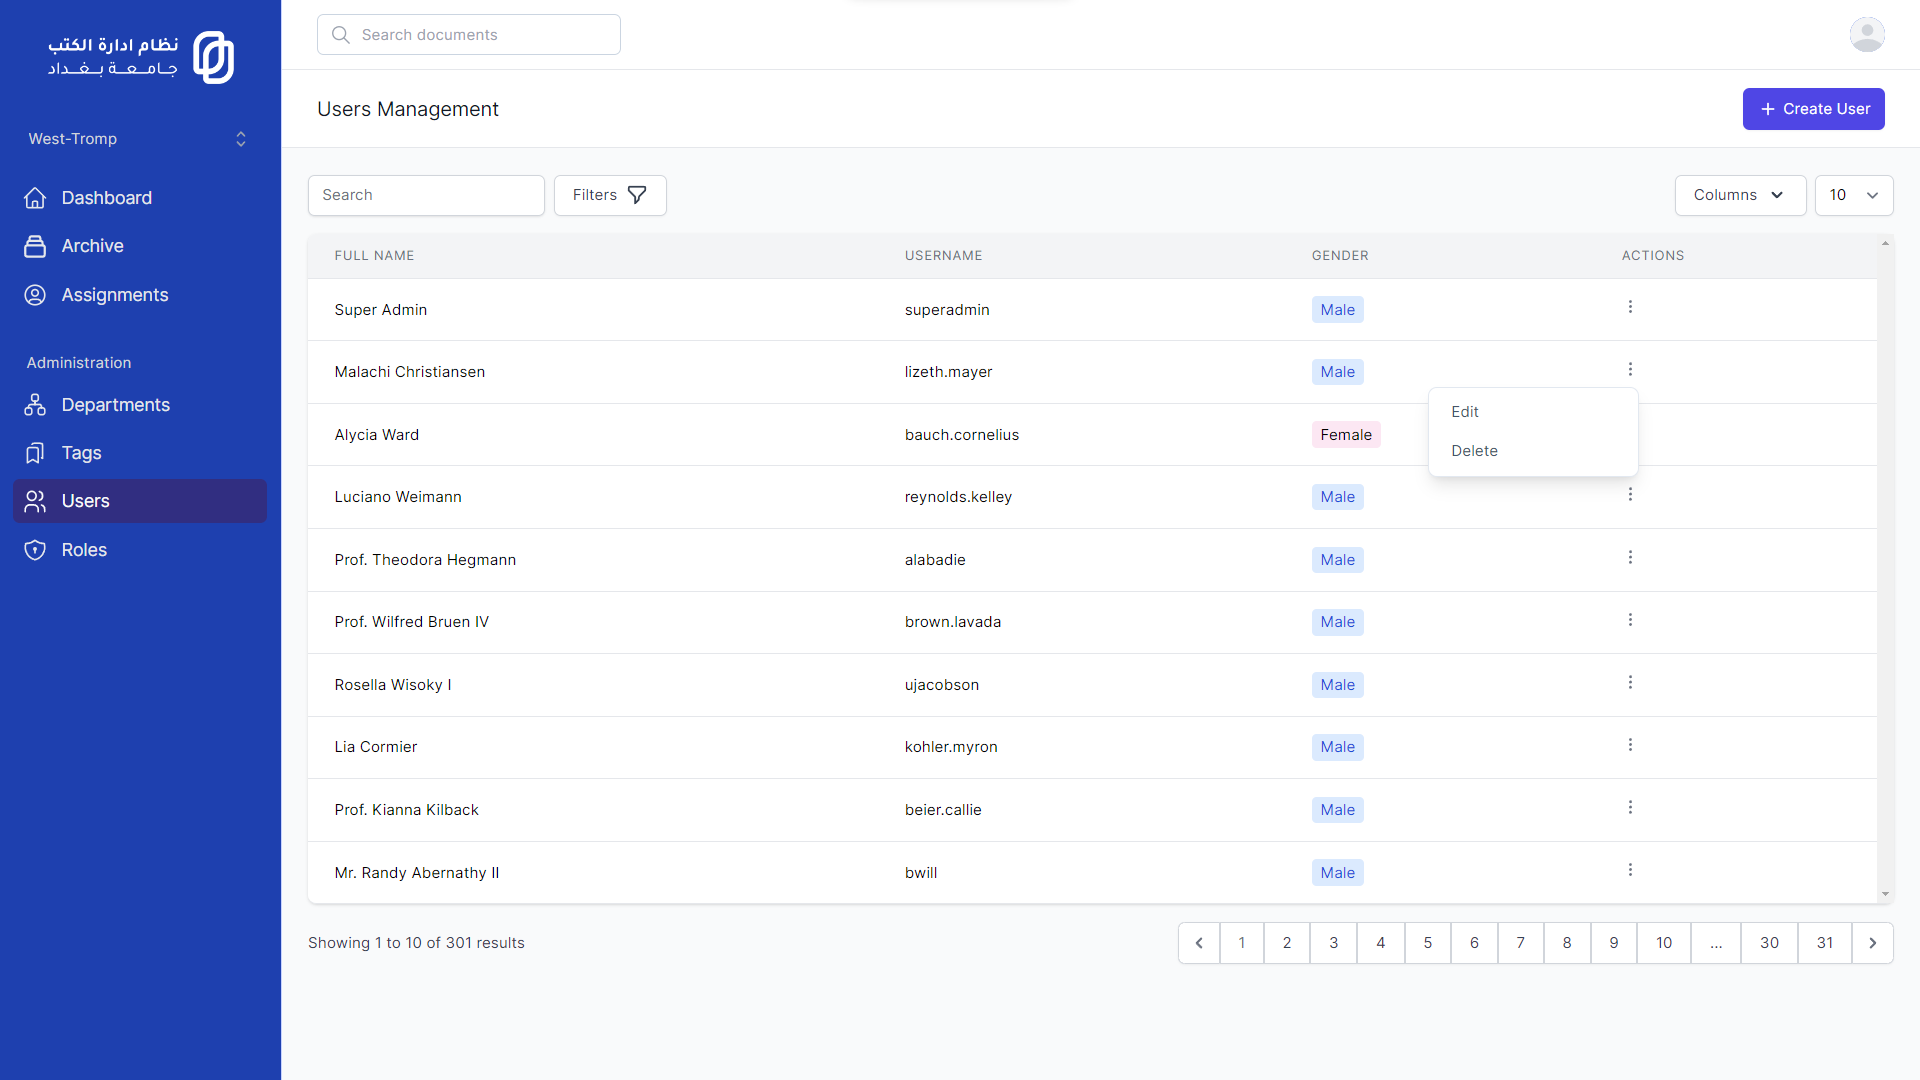 نظام ادارة الكتب
جـامـعـة بـغـداد
West-Tromp
Dashboard
Archive
Assignments
Administration
Departments
Tags
Users
Roles
Search documents
Users Management
Create User
Search
Filters
Columns
10
FULL NAME USERNAME GENDER ACTIONS
Super Admin superadmin Male
Malachi Christiansen lizeth.mayer Male
Edit
Delete
Alycia Ward bauch.cornelius Female
Luciano Weimann reynolds.kelley Male
Prof. Theodora Hegmann alabadie Male
Prof. Wilfred Bruen IV brown.lavada Male
Rosella Wisoky I ujacobson Male
Lia Cormier kohler.myron Male
Prof. Kianna Kilback beier.callie Male
Mr. Randy Abernathy II bwill Male
Showing 1 to 10 of 301 results
1 2 3 4 5 6 7 8 9 10 ... 30 31